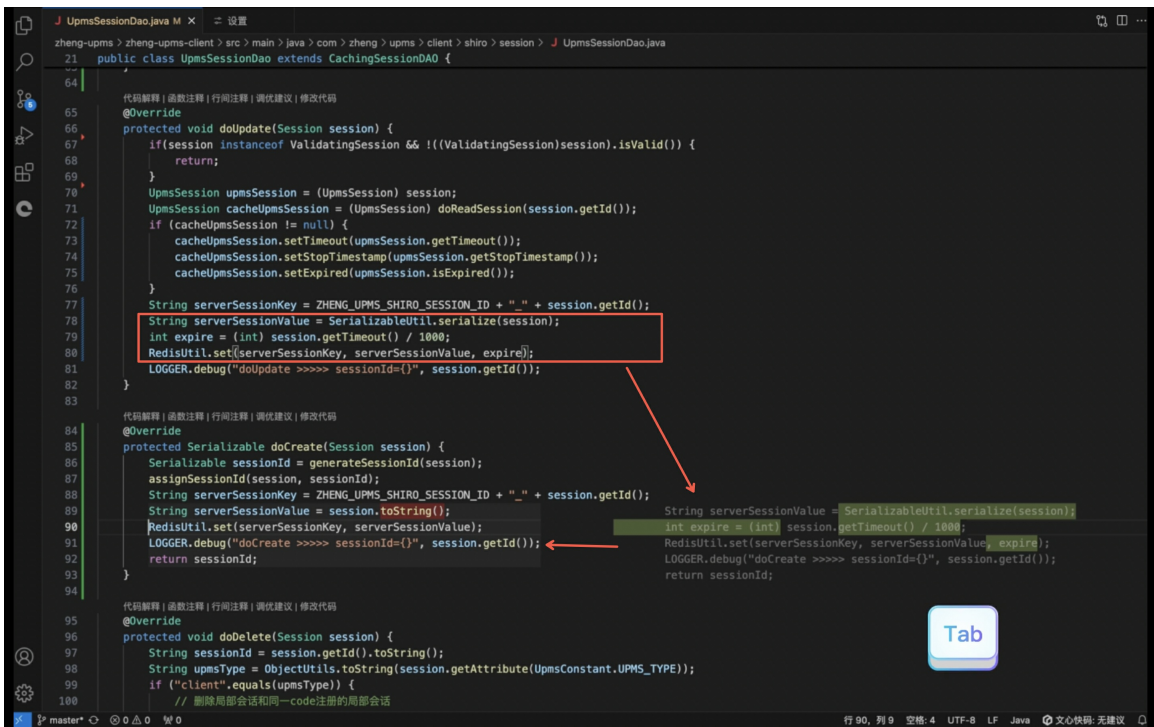 UpmsSessionDao.java M ×
设置
zheng-upms > zheng-upms-client > src > main > java > com > zheng > upms > client > shiro > session > J UpmsSessionDao.java
21 public class UpmsSessionDao extends CachingSessionDAO {
64
代码解释 | 函数注释 | 行间注释 | 调优建议 | 修改代码
65 @Override
66 protected void doUpdate(Session session) {
67 if(session instanceof ValidatingSession && !((ValidatingSession)session).isValid()) {
68 return;
69 }
70 UpmsSession upmsSession = (UpmsSession) session;
71 UpmsSession cacheUpmsSession = (UpmsSession) doReadSession(session.getId());
72 if (cacheUpmsSession != null) {
73 cacheUpmsSession.setTimeout(upmsSession.getTimeout());
74 cacheUpmsSession.setStopTimestamp(upmsSession.getStopTimestamp());
75 cacheUpmsSession.setExpired(upmsSession.isExpired());
76 }
77 String serverSessionKey = ZHENG_UPMS_SHIRO_SESSION_ID + "_" + session.getId();
78 String serverSessionValue = SerializableUtil.serialize(session);
79 int expire = (int) session.getTimeout() / 1000;
80 RedisUtil.set(serverSessionKey, serverSessionValue, expire);
81 LOGGER.debug("doUpdate >>>>> sessionId={}", session.getId());
82 }
83
代码解释 | 函数注释 | 行间注释 | 调优建议 | 修改代码
84 @Override
85 protected Serializable doCreate(Session session) {
86 Serializable sessionId = generateSessionId(session);
87 assignSessionId(session, sessionId);
88 String serverSessionKey = ZHENG_UPMS_SHIRO_SESSION_ID + "_" + session.getId();
89 String serverSessionValue = session.toString(); String serverSessionValue = SerializableUtil.serialize(session);
90 RedisUtil.set(serverSessionKey, serverSessionValue); int expire = (int) session.getTimeout() / 1000;
91 LOGGER.debug("doCreate >>>>> sessionId={}", session.getId()); RedisUtil.set(serverSessionKey, serverSessionValue, expire);
92 return sessionId; LOGGER.debug("doCreate >>>>> sessionId={}", session.getId());
93 } return sessionId;
94
代码解释 | 函数注释 | 行间注释 | 调优建议 | 修改代码
95 @Override
96 protected void doDelete(Session session) {
97 String sessionId = session.getId().toString();
98 String upmsType = ObjectUtils.toString(session.getAttribute(UpmsConstant.UPMS_TYPE));
99 if ("client".equals(upmsType)) {
100 // 删除局部会话和同一code注册的局部会话
Tab
master* 0 0 0 行 90, 列 9 空格: 4 UTF-8 LF Java 文心快码: 无建议